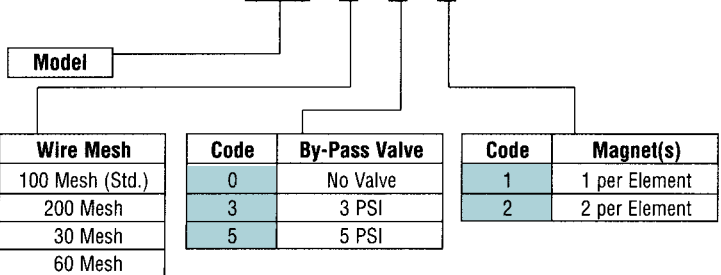 Model
Wire Mesh
100 Mesh (Std.)
200 Mesh
30 Mesh
60 Mesh
Code By-Pass Valve
0 No Valve
3 3 PSI
5 5 PSI
Code Magnet(s)
1 1 per Element
2 2 per Element